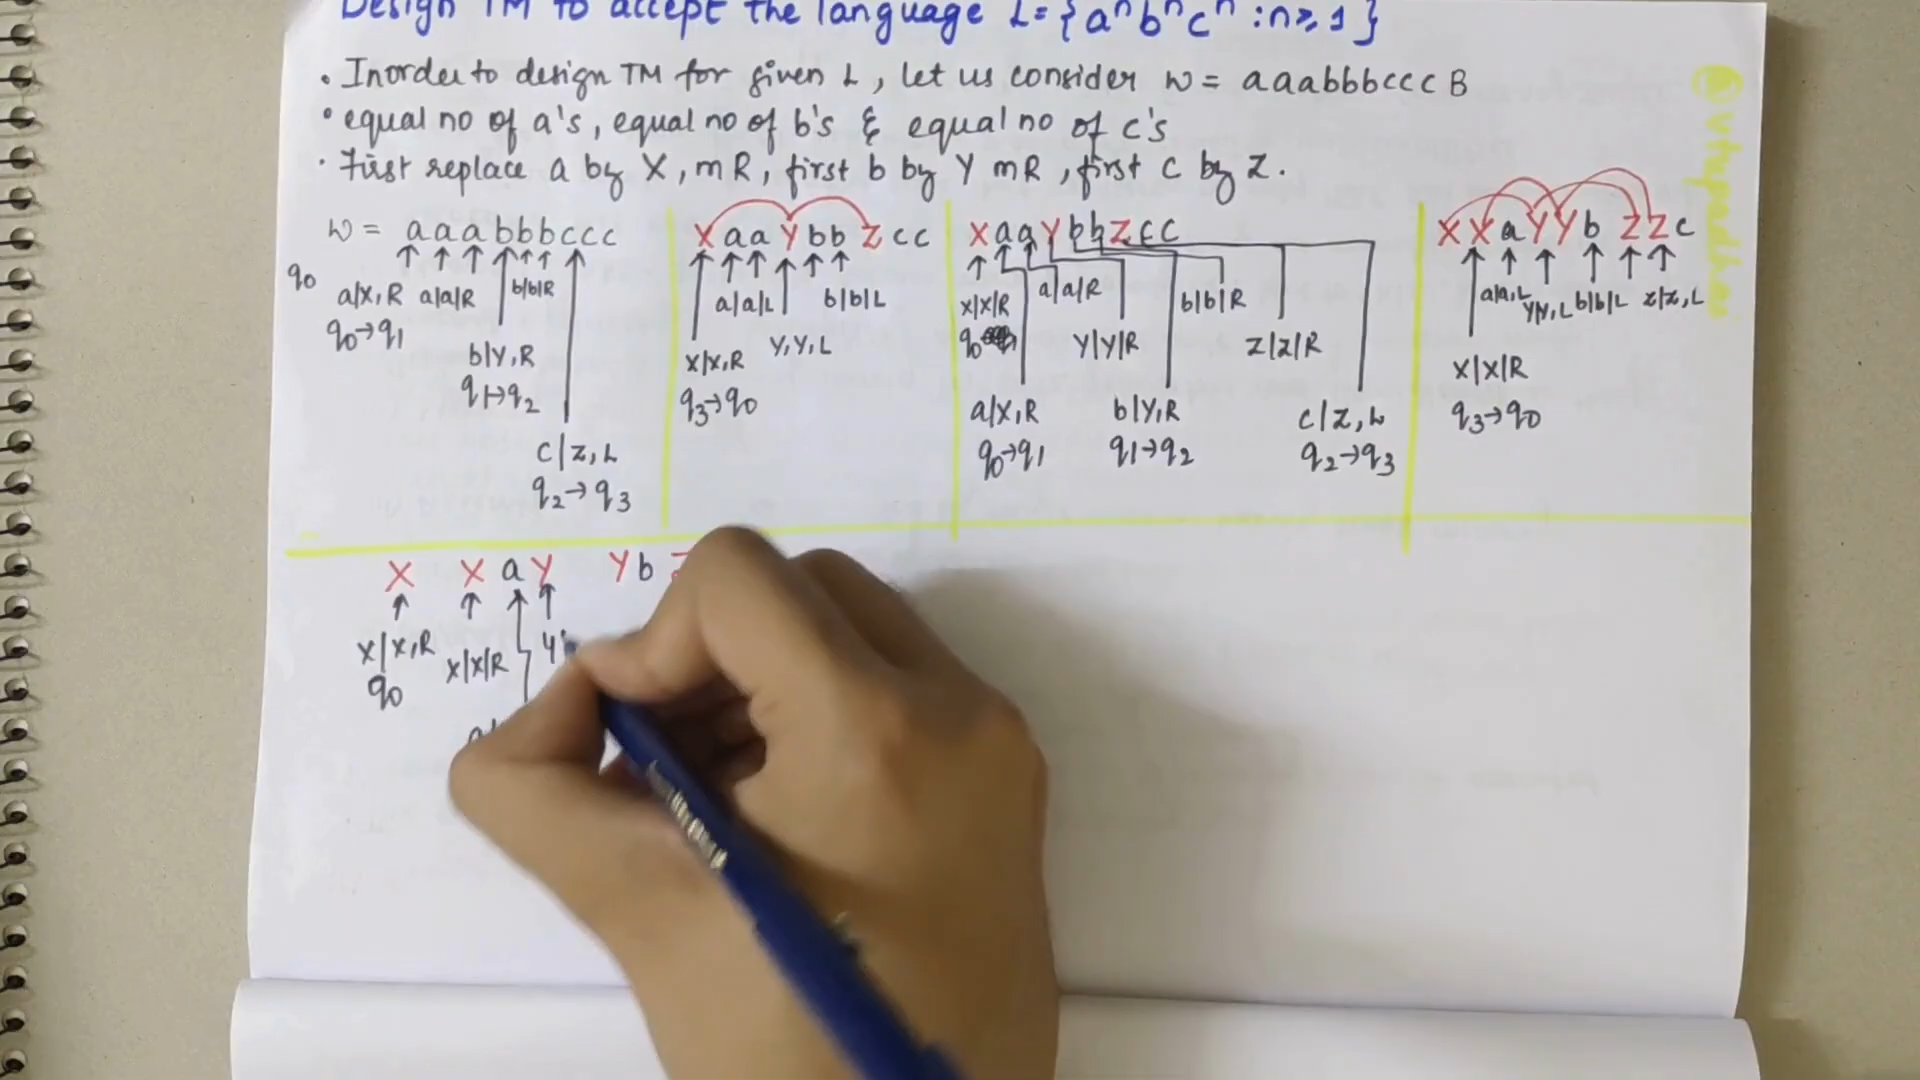 Design TM to accept the language L = {aⁿbⁿcⁿ : n ≥ 1}
• Inorder to design TM for given L, let us consider w = aaabbbcccB
• equal no of a's, equal no of b's & equal no of c's
• First replace a by X, mR, first b by Y mR, first c by Z.
w = aaabbbccc
q0
a|X, R a|a|R b|b|R
q0→q1
b|Y, R
q1→q2
c|Z, L
q2→q3
XaaYbbZcc
a|a|L b|b|L
Y, Y, L
x|x, R
q3→q0
XaaYbbZcc
x|x|R a|a|R b|b|R
q0
Y|Y|R Z|Z|R
a|X, R b|Y, R c|Z, L
q0→q1 q1→q2 q2→q3
XXaYYbZZc
a|a, L Y|Y, L b|b|L z|z, L
X|X|R
q3→q0
X X a Y Y b Z
x|x, R x|x|R
q0
@vtupadhai